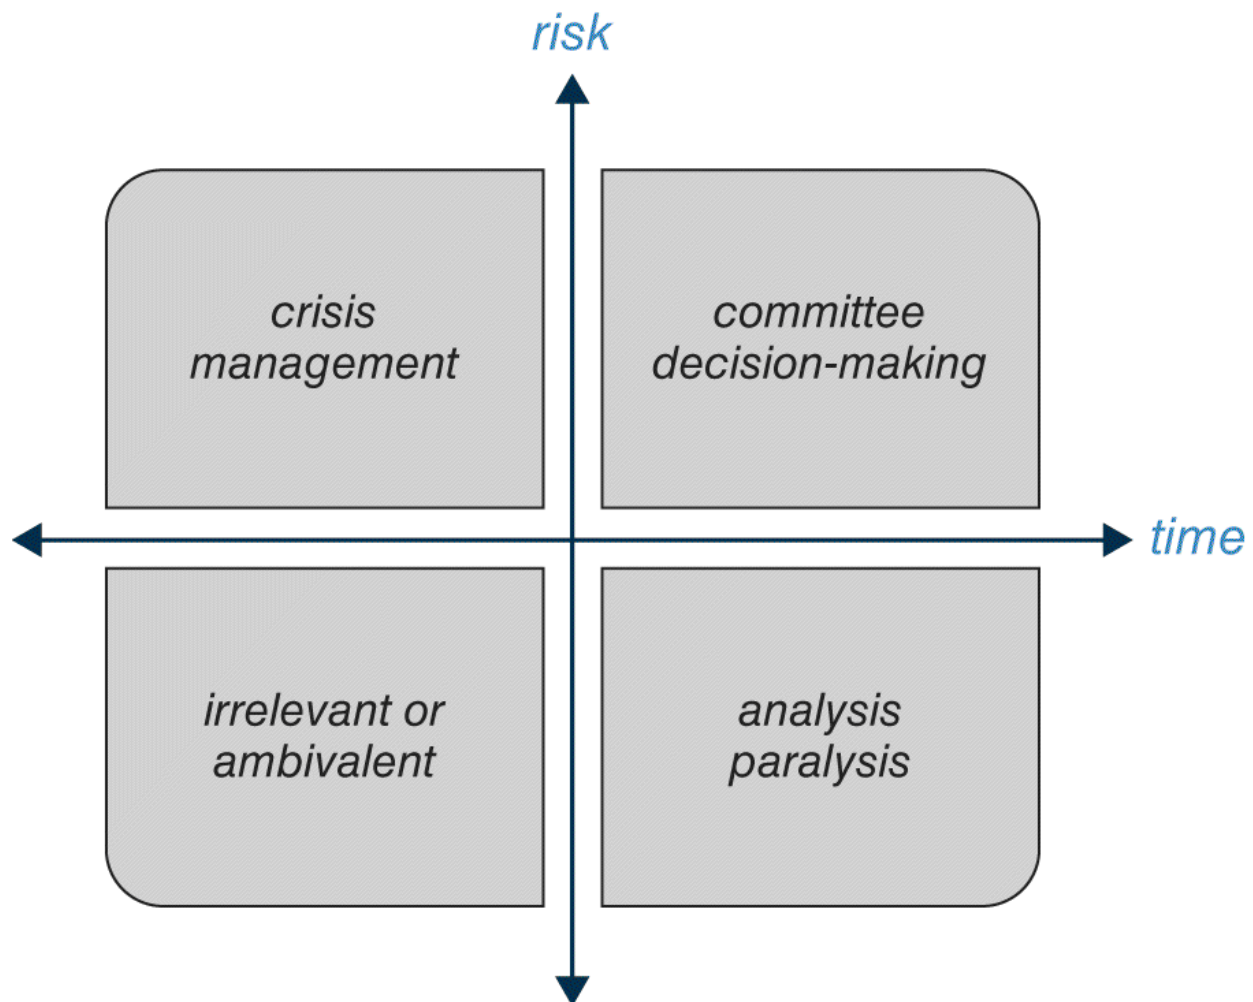 risk
crisis
management
committee
decision-making
time
irrelevant or
ambivalent
analysis
paralysis